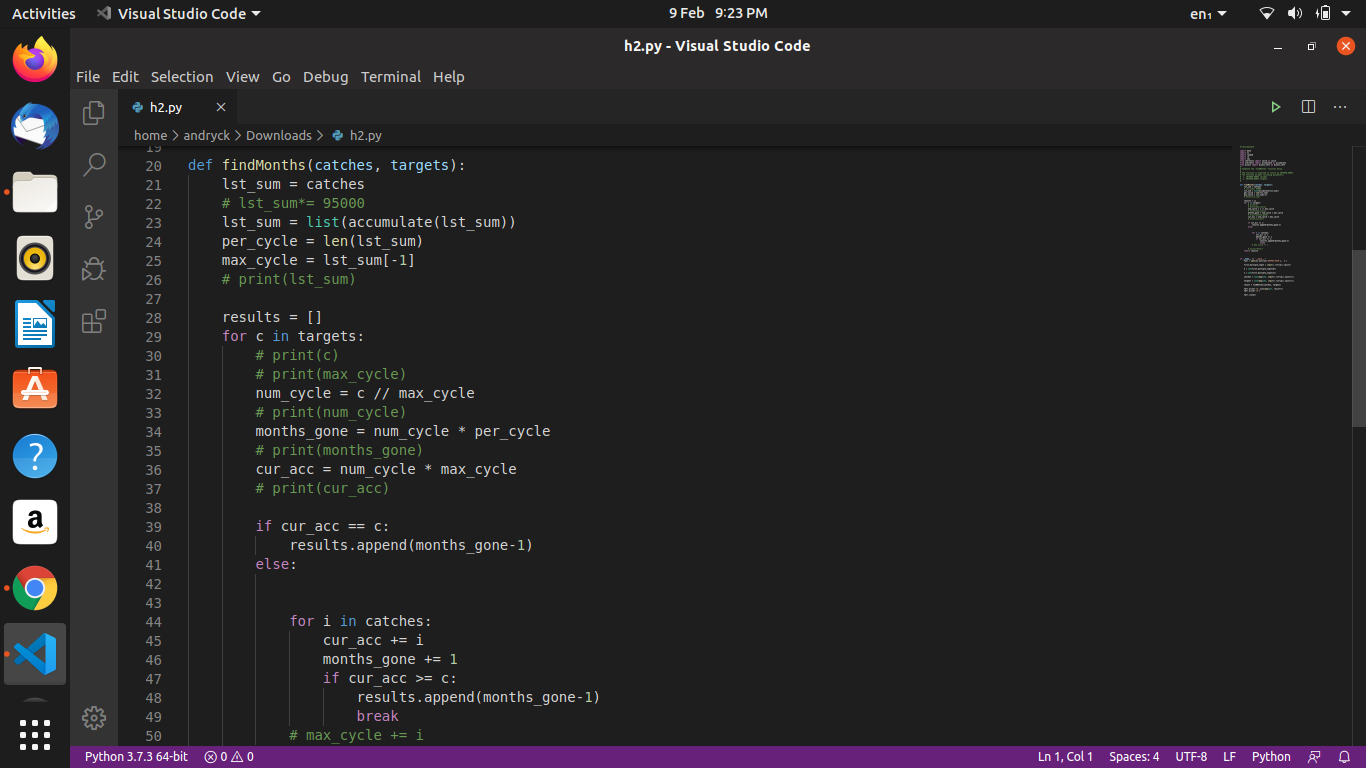 Activities Visual Studio Code 9 Feb 9:23 PM en₁
h2.py - Visual Studio Code
File Edit Selection View Go Debug Terminal Help
h2.py
home > andryck > Downloads > h2.py
19
20 def findMonths(catches, targets):
21     lst_sum = catches
22     # lst_sum*= 95000
23     lst_sum = list(accumulate(lst_sum))
24     per_cycle = len(lst_sum)
25     max_cycle = lst_sum[-1]
26     # print(lst_sum)
27
28     results = []
29     for c in targets:
30         # print(c)
31         # print(max_cycle)
32         num_cycle = c // max_cycle
33         # print(num_cycle)
34         months_gone = num_cycle * per_cycle
35         # print(months_gone)
36         cur_acc = num_cycle * max_cycle
37         # print(cur_acc)
38
39         if cur_acc == c:
40             results.append(months_gone-1)
41         else:
42
43
44             for i in catches:
45                 cur_acc += i
46                 months_gone += 1
47                 if cur_acc >= c:
48                     results.append(months_gone-1)
49                     break
50             # max_cycle += i
Python 3.7.3 64-bit 0 0 Ln 1, Col 1 Spaces: 4 UTF-8 LF Python